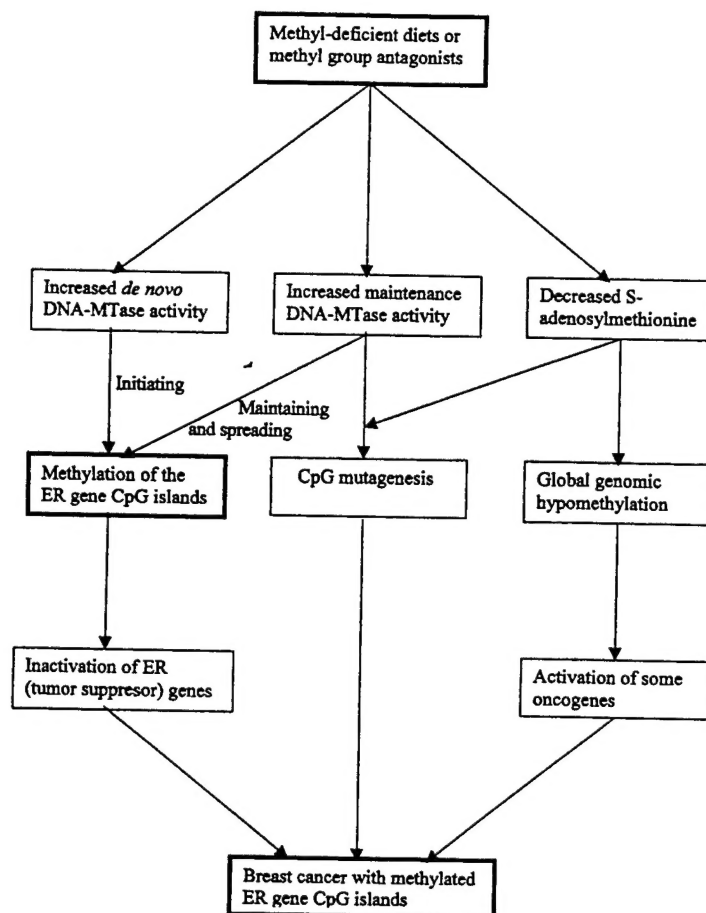 Methyl-deficient diets or
methyl group antagonists
Increased de novo
DNA-MTase activity
Increased maintenance
DNA-MTase activity
Decreased S-
adenosylmethionine
Initiating
Maintaining
and spreading
Methylation of the
ER gene CpG islands
CpG mutagenesis
Global genomic
hypomethylation
Inactivation of ER
(tumor suppresor) genes
Activation of some
oncogenes
Breast cancer with methylated
ER gene CpG islands